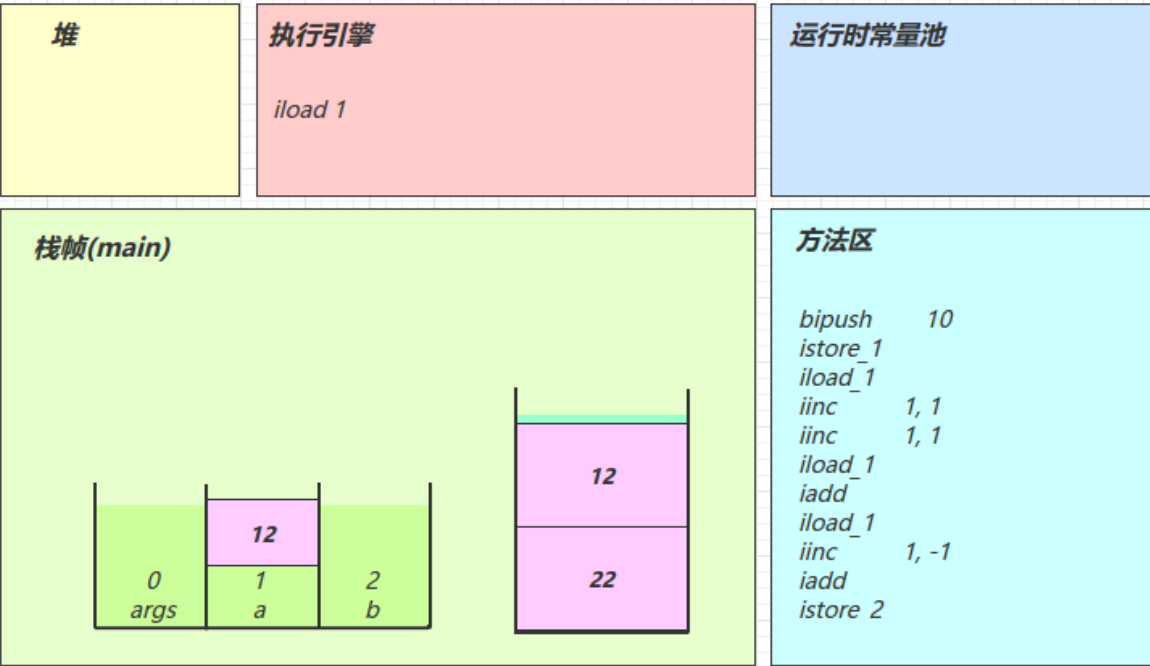 堆
执行引擎
iload 1
运行时常量池
栈帧(main)
12
12
22
0
1
2
args
a
b
方法区
bipush 10
istore_1
iload_1
iinc 1, 1
iinc 1, 1
iload_1
iadd
iload_1
iinc 1, -1
iadd
istore 2